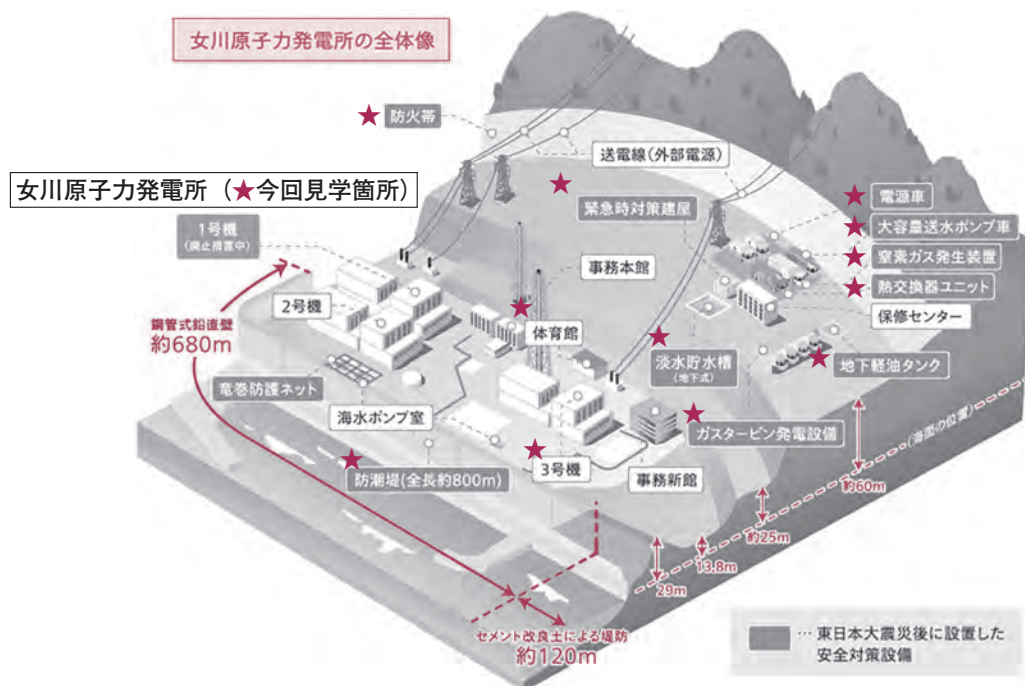 女川原子力発電所の全体像
★ 防火帯
送電線(外部電源)
女川原子力発電所（★今回見学箇所）
★
緊急時対策建屋
★ 電源車
★ 大容量送水ポンプ車
★ 窒素ガス発生装置
★ 熱交換器ユニット
保修センター
1号機
(廃止措置中)
事務本館
2号機
★
体育館
鋼管式鉛直壁
約680m
★
淡水貯水槽
(地下式)
★ 地下軽油タンク
竜巻防護ネット
海水ポンプ室
★ ガスタービン発電設備
(海面の位置)
★
防潮堤(全長約800m)
★ 3号機
事務新館
約60m
約25m
13.8m
29m
セメント改良土による堤防
約120m
… 東日本大震災後に設置した
安全対策設備